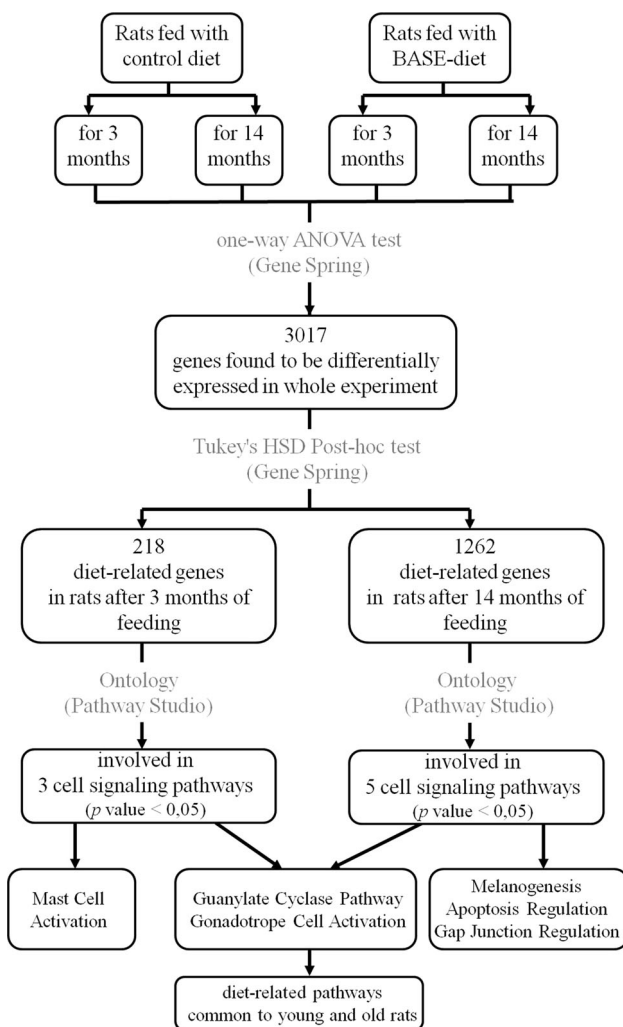 Rats fed with
control diet
Rats fed with
BASE-diet
for 3
months
for 14
months
for 3
months
for 14
months
one-way ANOVA test
(Gene Spring)
3017
genes found to be differentially
expressed in whole experiment
Tukey's HSD Post-hoc test
(Gene Spring)
218
diet-related genes
in rats after 3 months of
feeding
1262
diet-related genes
in rats after 14 months of
feeding
Ontology
(Pathway Studio)
Ontology
(Pathway Studio)
involved in
3 cell signaling pathways
(p value < 0,05)
involved in
5 cell signaling pathways
(p value < 0,05)
Mast Cell
Activation
Guanylate Cyclase Pathway
Gonadotrope Cell Activation
Melanogenesis
Apoptosis Regulation
Gap Junction Regulation
diet-related pathways
common to young and old rats